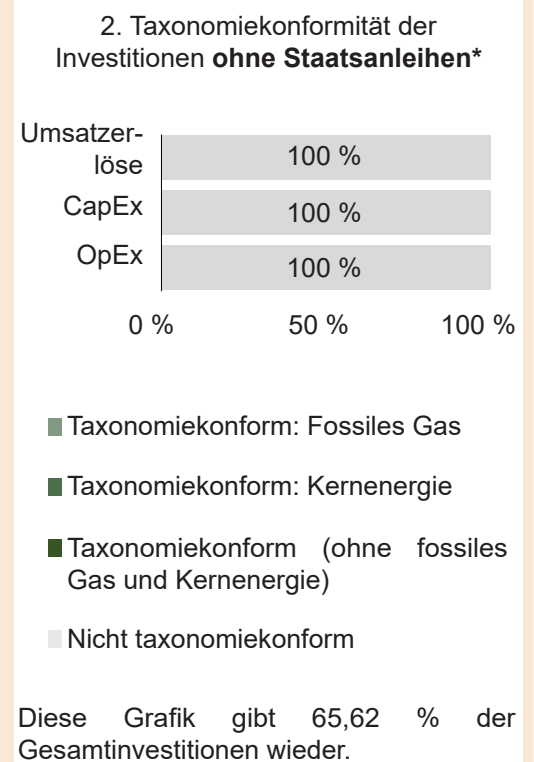 2. Taxonomiekonformität der
Investitionen ohne Staatsanleihen*
Umsatzer-
löse
100 %
CapEx
100 %
OpEx
100 %
0 % 50 % 100 %
Taxonomiekonform: Fossiles Gas
Taxonomiekonform: Kernenergie
Taxonomiekonform (ohne fossiles
Gas und Kernenergie)
Nicht taxonomiekonform
Diese Grafik gibt 65,62 % der
Gesamtinvestitionen wieder.